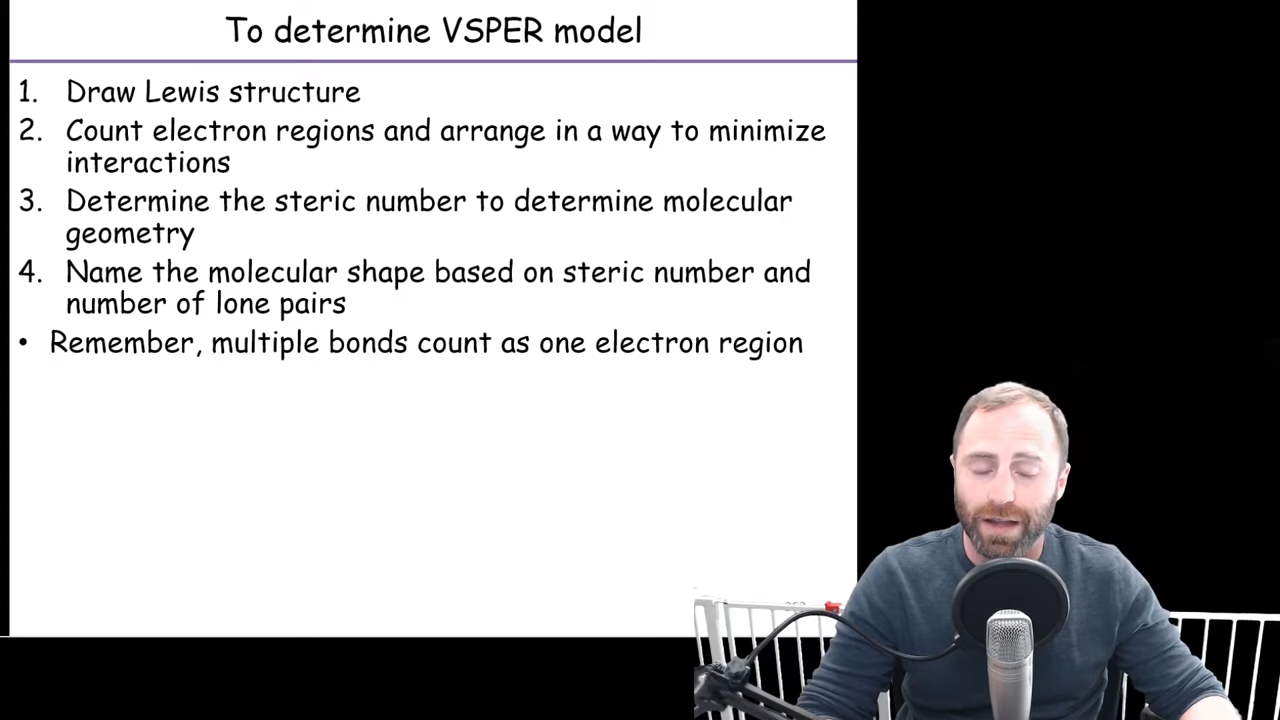 To determine VSPER model
1. Draw Lewis structure
2. Count electron regions and arrange in a way to minimize
interactions
3. Determine the steric number to determine molecular
geometry
4. Name the molecular shape based on steric number and
number of lone pairs
• Remember, multiple bonds count as one electron region